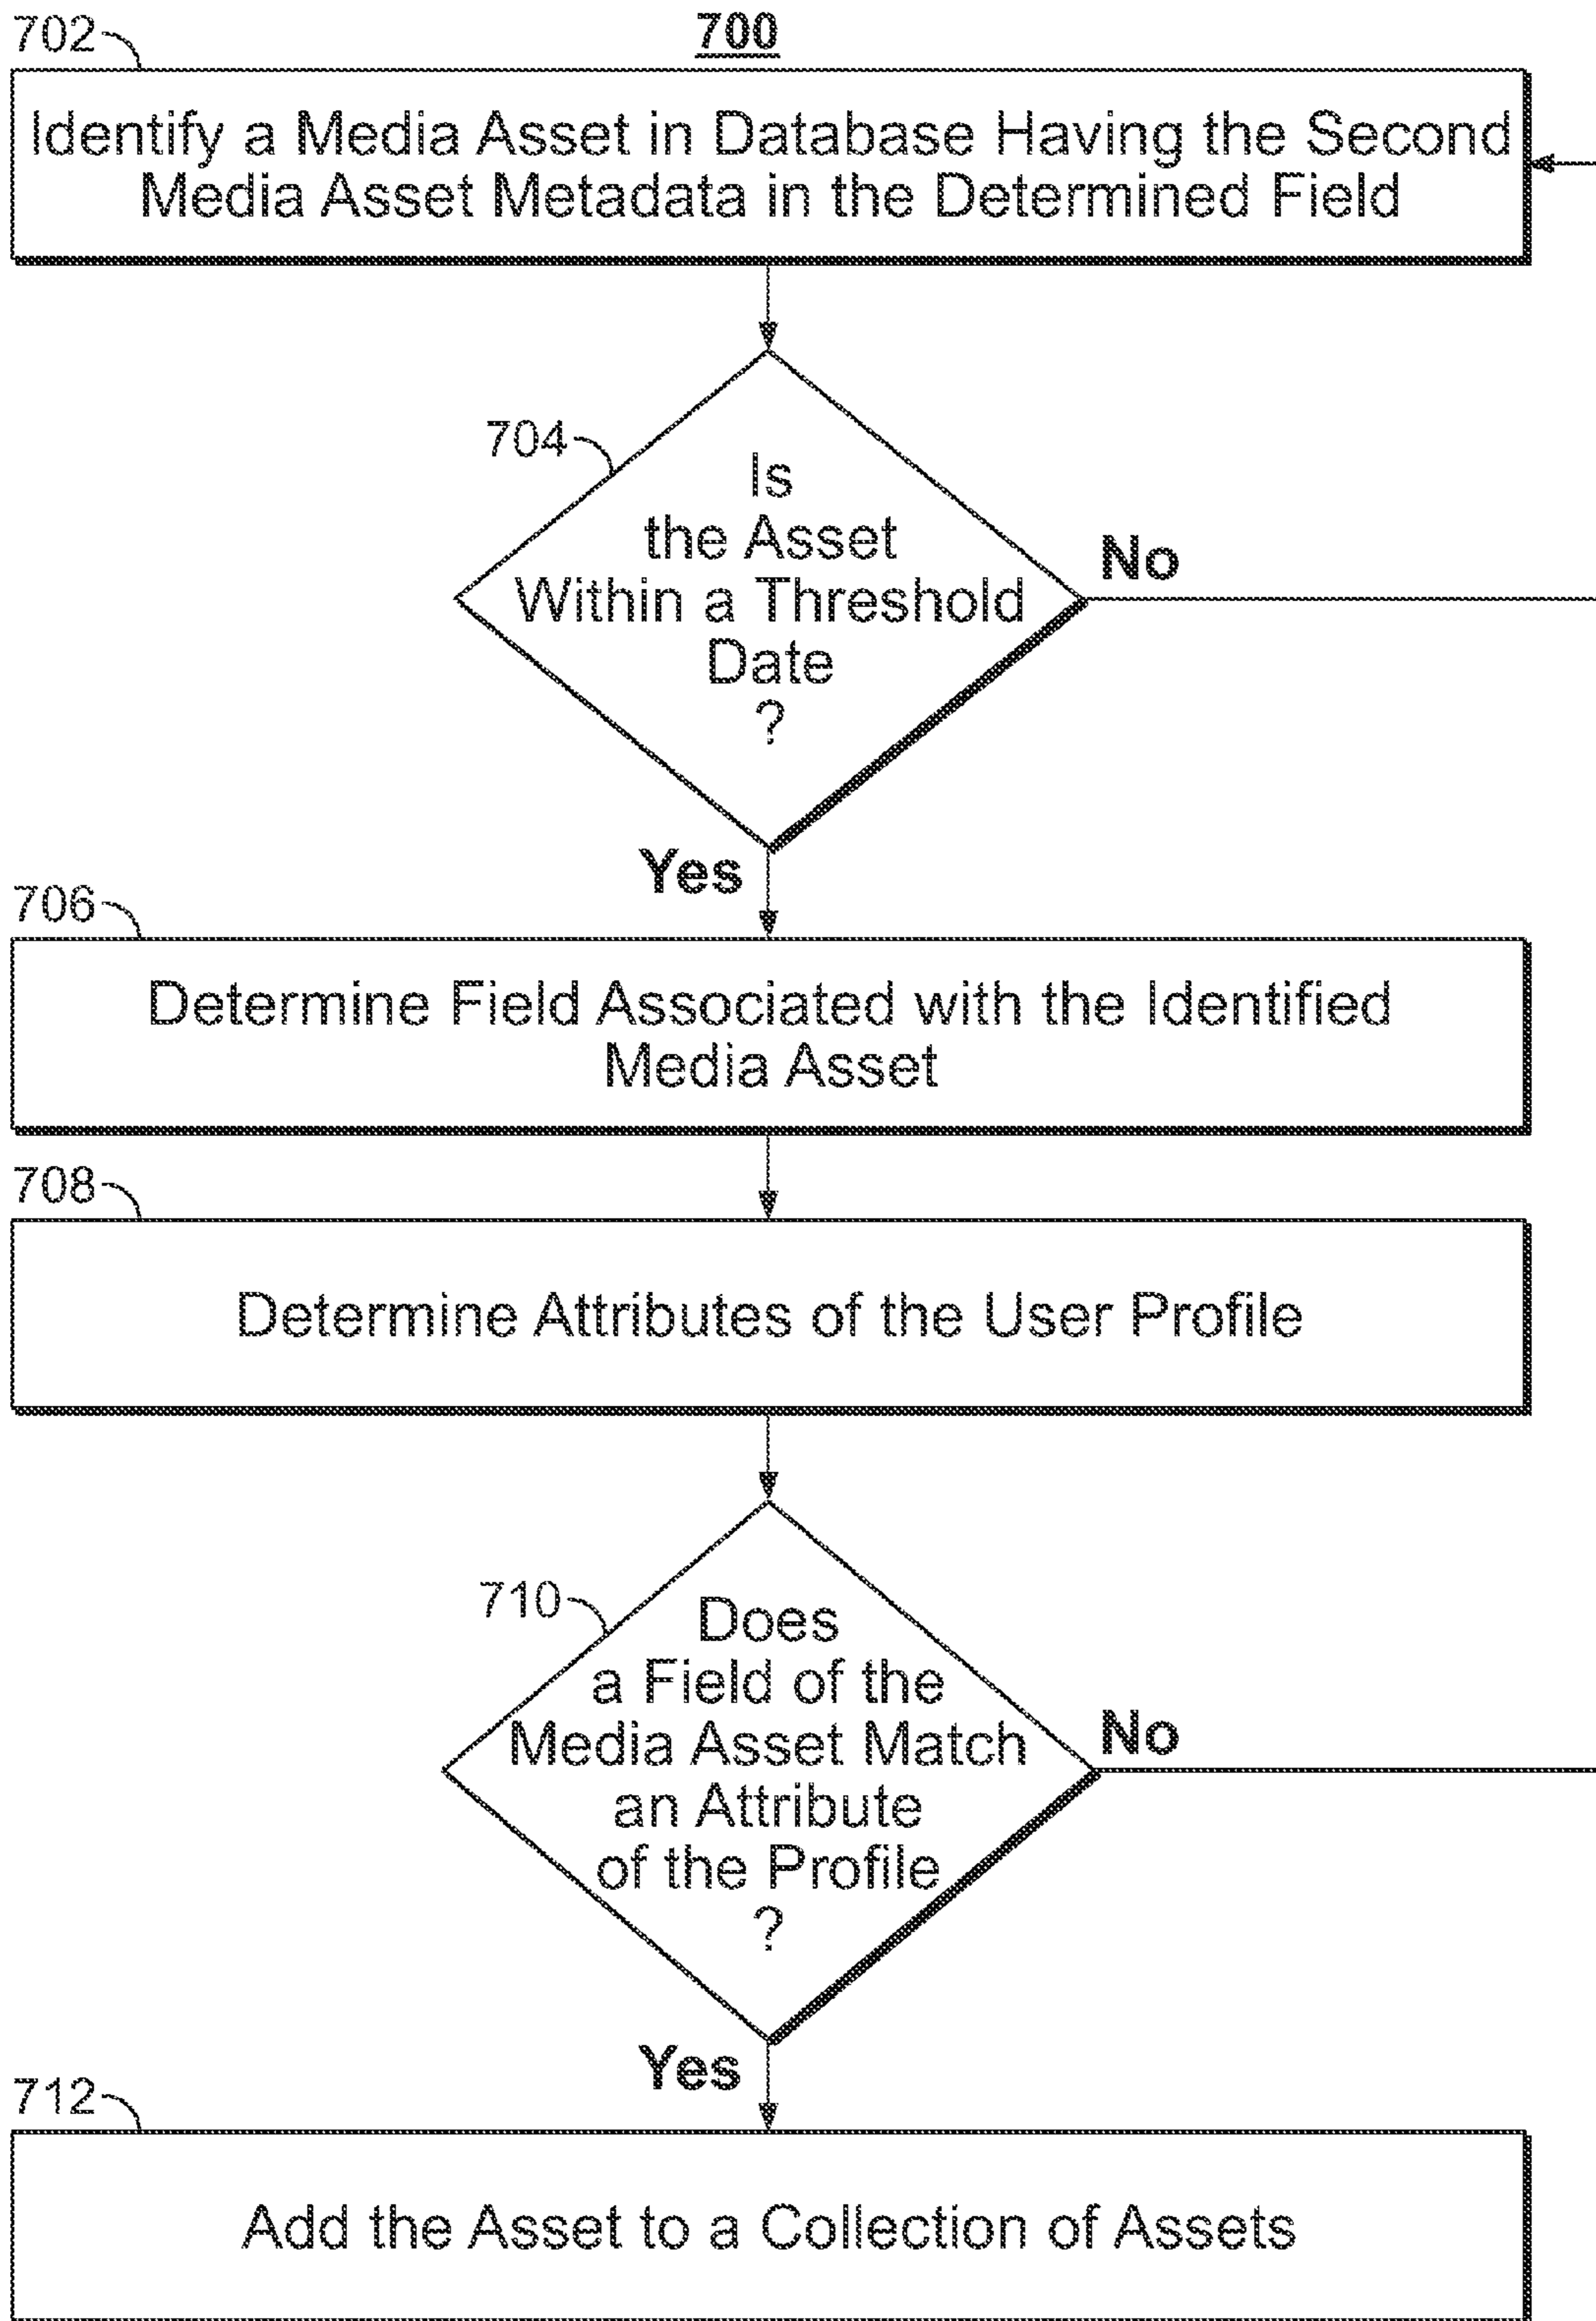 700
702
Identify a Media Asset in Database Having the Second
Media Asset Metadata in the Determined Field
704
Is
the Asset
Within a Threshold
Date
?
No
Yes
706
Determine Field Associated with the Identified
Media Asset
708
Determine Attributes of the User Profile
710
Does
a Field of the
Media Asset Match
an Attribute
of the Profile
?
No
Yes
712
Add the Asset to a Collection of Assets